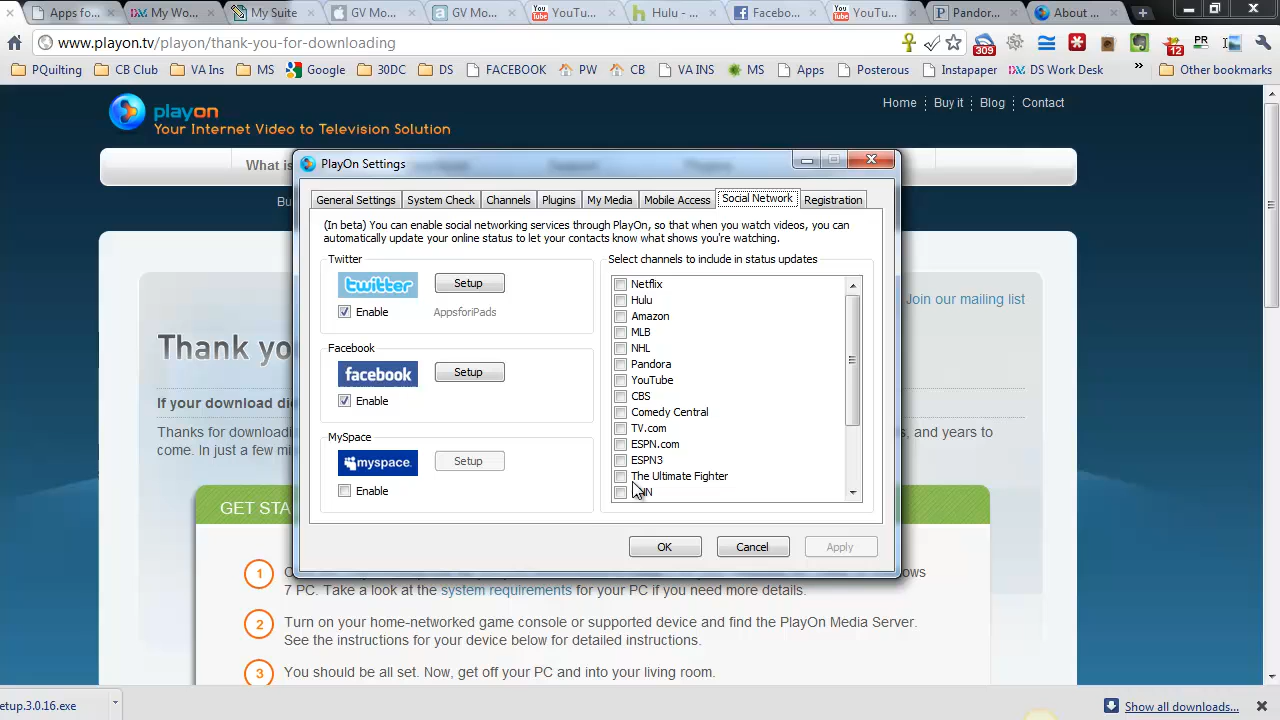 Apps fo
My Wo
My Suite
GV Mo
GV Mo
YouTu
Hulu -
Facebo
YouTu
Pandor
About
www.playon.tv/playon/thank-you-for-downloading
309
12
PR
PQuilting
CB Club
VA Ins
MS
Google
30DC
DS
FACEBOOK
PW
CB
VA INS
MS
Apps
Posterous
Instapaper
DS Work Desk
»
Other bookmarks
playon
Your Internet Video to Television Solution
Home
Buy it
Blog
Contact
What is
Bu
PlayOn Settings
General Settings
System Check
Channels
Plugins
My Media
Mobile Access
Social Network
Registration
(In beta) You can enable social networking services through PlayOn, so that when you watch videos, you can
automatically update your online status to let your contacts know what shows you're watching.
Twitter
twitter
Setup
Enable
AppsforiPads
Facebook
facebook
Setup
Enable
MySpace
myspace
Setup
Enable
Select channels to include in status updates
Netflix
Hulu
Amazon
MLB
NHL
Pandora
YouTube
CBS
Comedy Central
TV.com
ESPN.com
ESPN3
The Ultimate Fighter
OK
Cancel
Apply
Join our mailing list
Thank yo
If your download di
Thanks for downloadin
s, and years to
come. In just a few mi
GET STA
1
ows
7 PC. Take a look at the system requirements for your PC if you need more details.
2
Turn on your home-networked game console or supported device and find the PlayOn Media Server.
See the instructions for your device below for detailed instructions.
3
You should be all set. Now, get off your PC and into your living room.
etup.3.0.16.exe
Show all downloads...